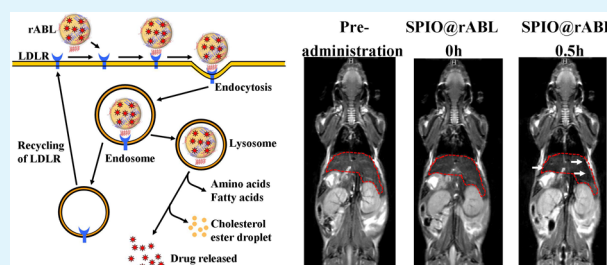 rABL
LDLR
Endocytosis
Recycling
of LDLR
Endosome
Lysosome
Amino acids
Fatty acids
Cholesterol
ester droplet
Drug released
Pre-
administration
SPIO@rABL
0h
SPIO@rABL
0.5h
H
H
H